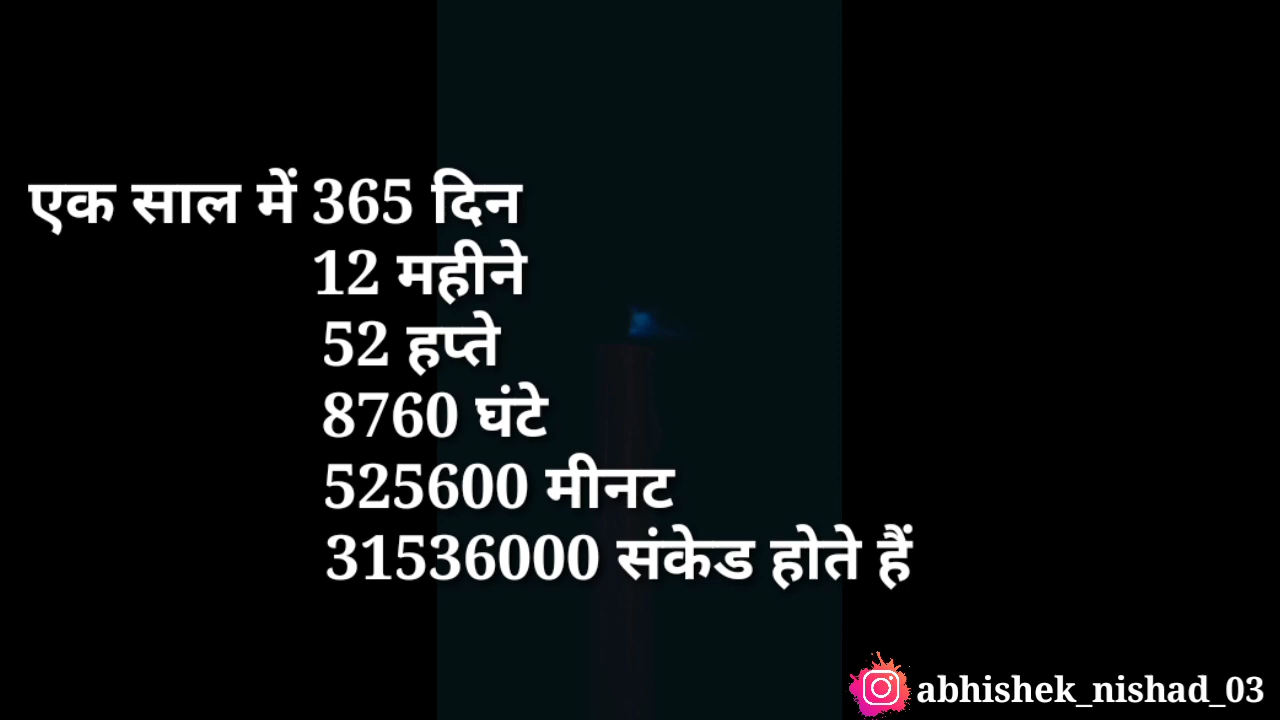 एक साल में 365 दिन
12 महीने
52 हप्ते
8760 घंटे
525600 मीनट
31536000 संकेड होते हैं
abhishek_nishad_03